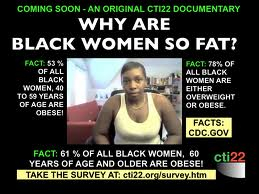 COMING SOON - AN ORIGINAL CTI22 DOCUMENTARY
WHY ARE
BLACK WOMEN SO FAT?
FACT: 53 %
OF ALL
BLACK
WOMEN, 40
TO 59 YEARS
OF AGE ARE
OBESE!
FACT: 78% OF
ALL BLACK
WOMEN ARE
EITHER
OVERWEIGHT
OR OBESE.
FACTS:
CDC.GOV
FACT: 61 % OF ALL BLACK WOMEN, 60
YEARS OF AGE AND OLDER ARE OBESE!
TAKE THE SURVEY AT: cti22.org/survey.htm
cti22